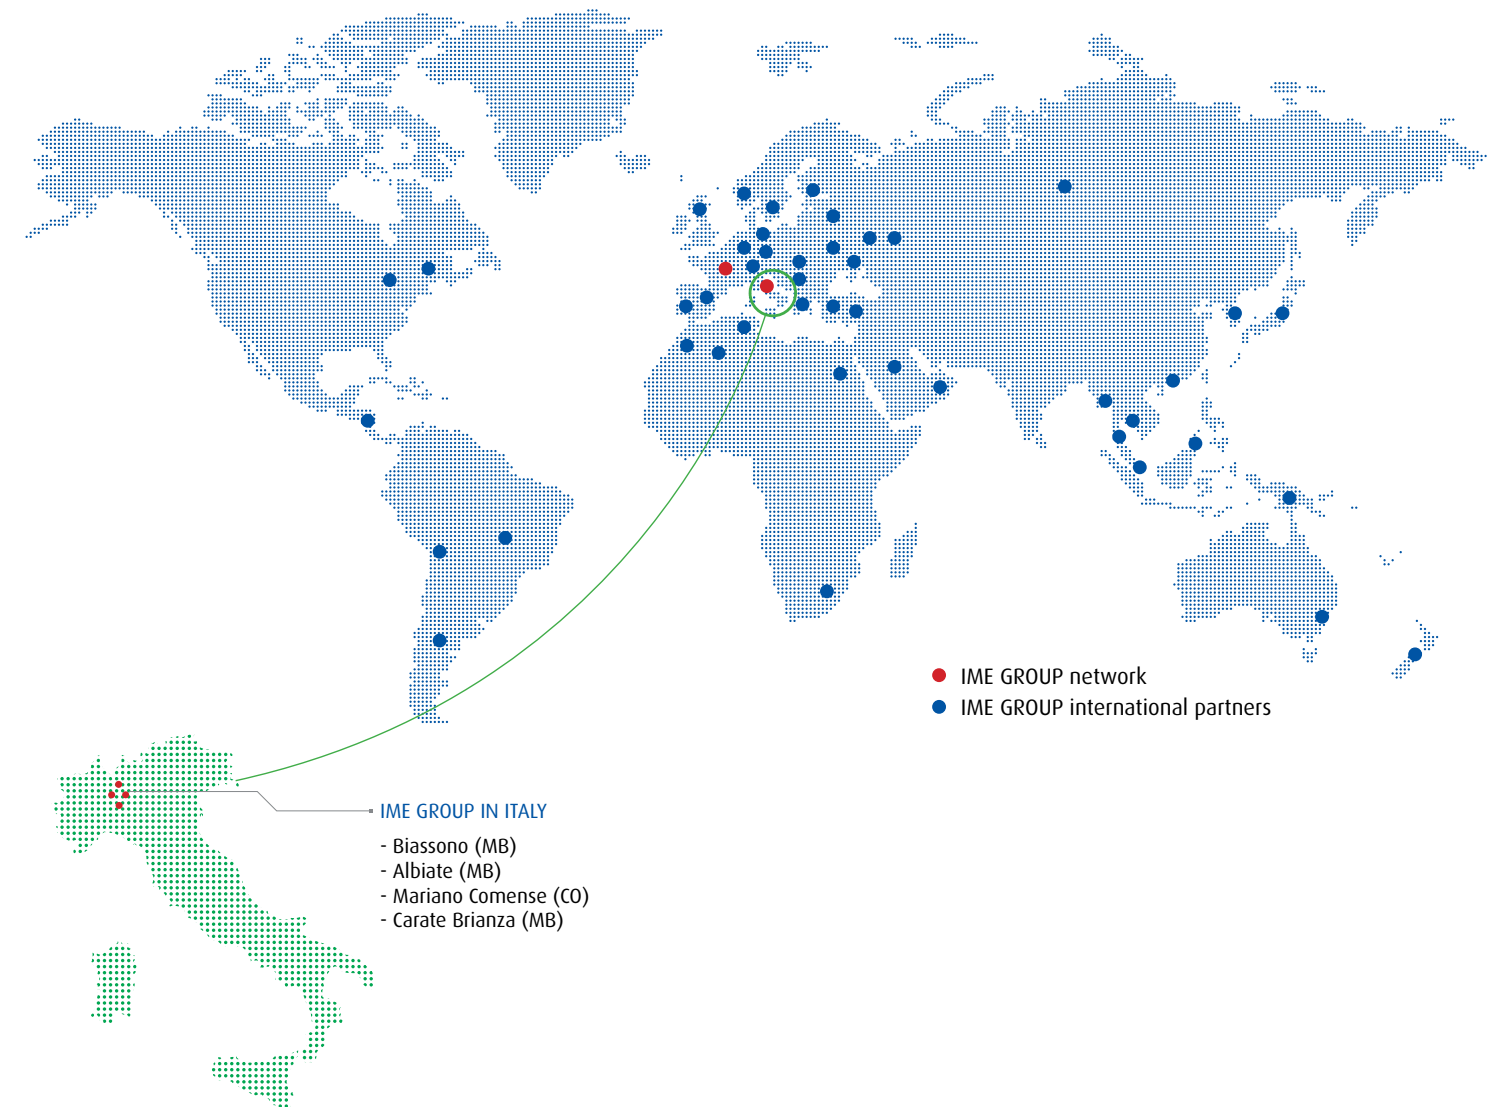 IME GROUP network
IME GROUP international partners
IME GROUP IN ITALY
- Biassono (MB)
- Albiate (MB)
- Mariano Comense (CO)
- Carate Brianza (MB)